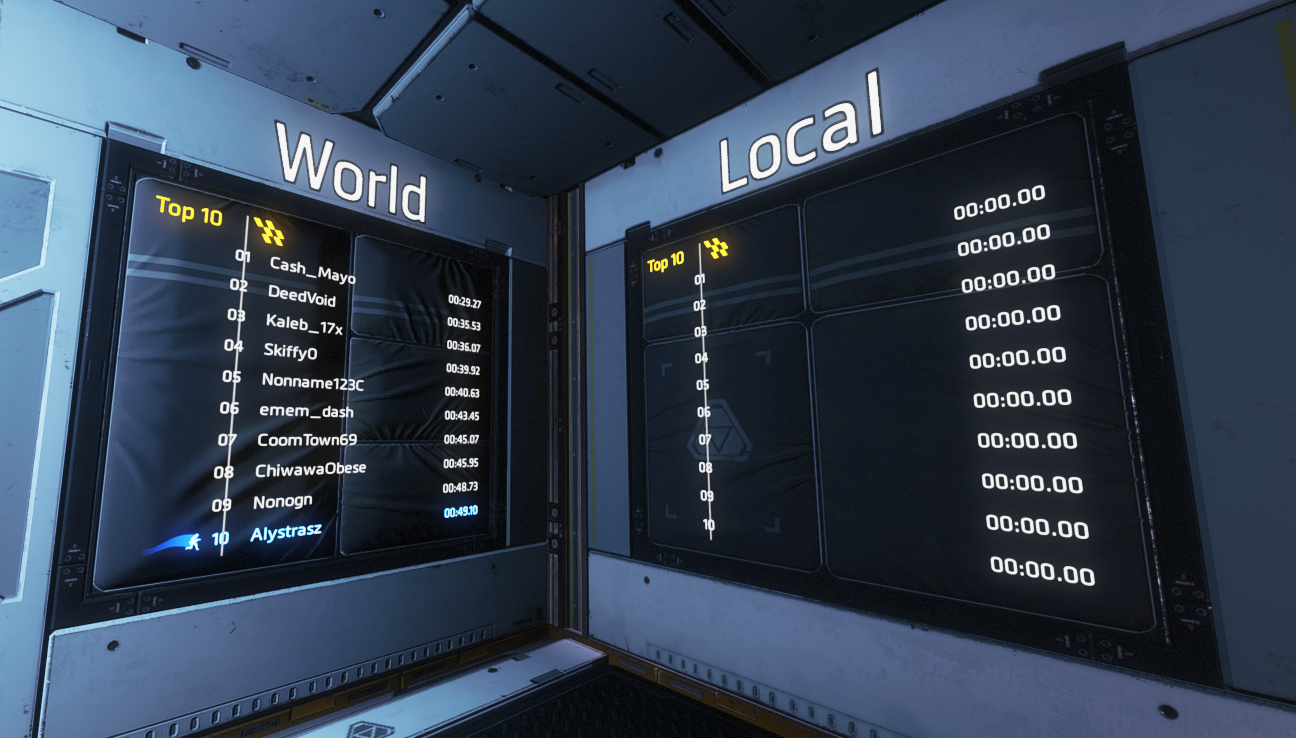 World
Top 10
01 Cash_Mayo 00:29.27
02 DeedVoid 00:35.53
03 Kaleb_17x 00:36.07
04 Skiffy0 00:39.92
05 Nonname123C 00:40.63
06 emem_dash 00:43.45
07 CoomTown69 00:45.07
08 ChiwawaObese 00:45.95
09 Nonogn 00:48.73
10 Alystrasz 00:49.10
Local
Top 10
01 00:00.00
02 00:00.00
03 00:00.00
04 00:00.00
05 00:00.00
06 00:00.00
07 00:00.00
08 00:00.00
09 00:00.00
10 00:00.00